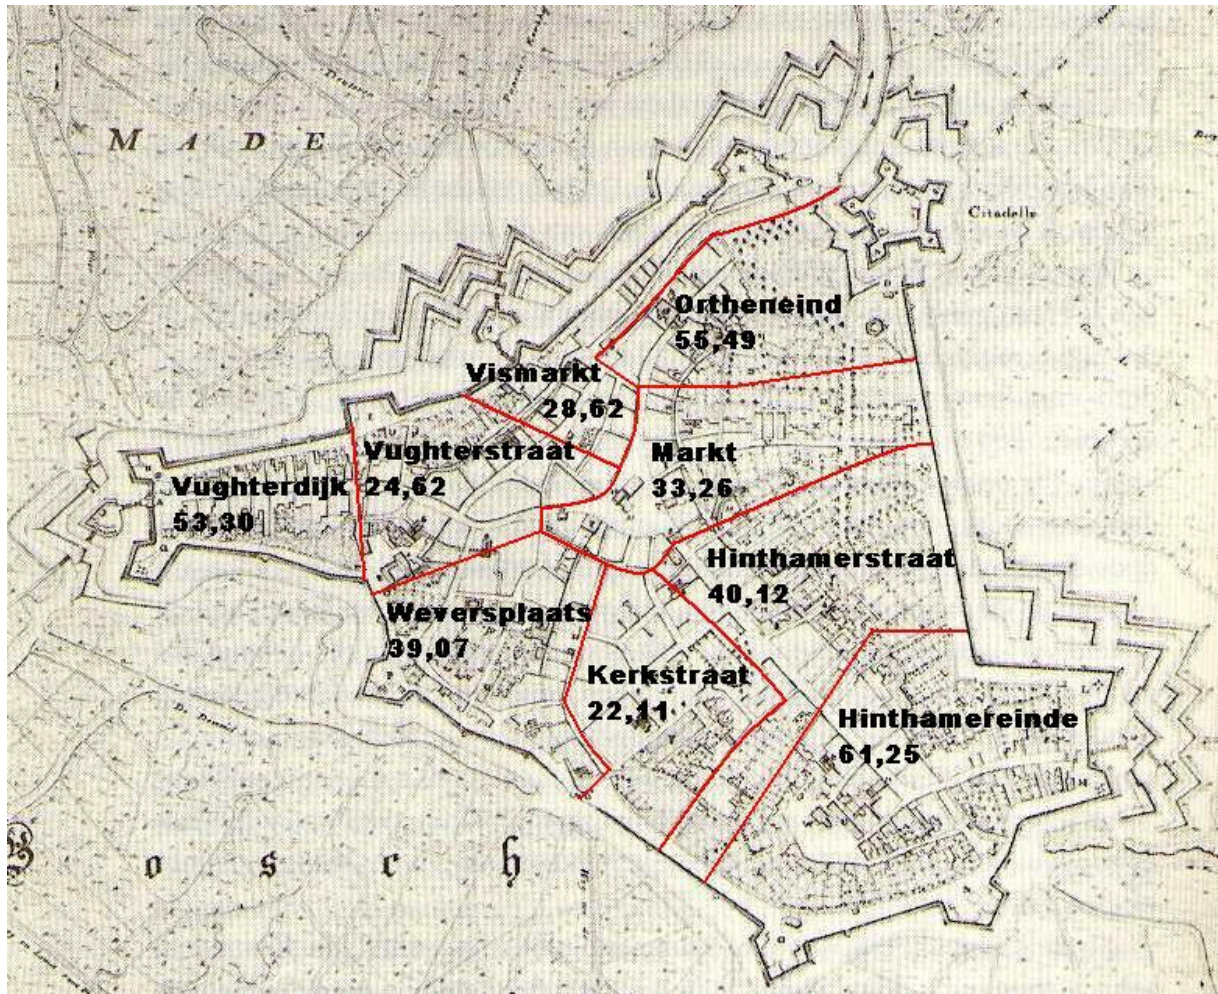 MADE
Citadelle
Ortheneind
55,49
Vismarkt
28,62
Vughterstraat
24,62
Markt
33,26
Vughterdijk
53,30
Hinthamerstraat
40,12
Weversplaats
39,07
Kerkstraat
22,11
Hinthamereinde
61,25
Bosch